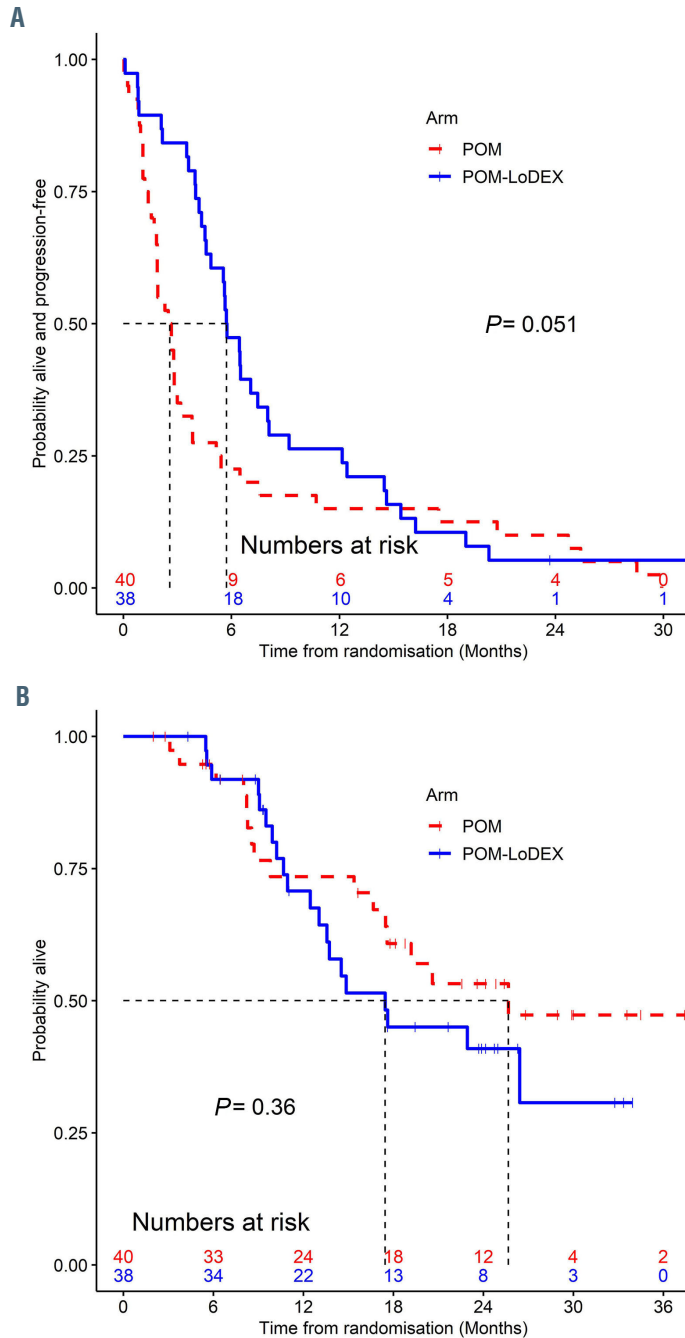 A
1.00
Arm
POM
POM-LoDEX
0.75
Probability alive and progression-free
0.50
P= 0.051
0.25
Numbers at risk
40 9 6 5 4 0
0.00
38 18 10 4 1 1
0 6 12 18 24 30
Time from randomisation (Months)
B
1.00
Arm
POM
POM-LoDEX
0.75
Probability alive
0.50
P= 0.36
0.25
Numbers at risk
40 33 24 18 12 4 2
0.00
38 34 22 13 8 3 0
0 6 12 18 24 30 36
Time from randomisation (Months)